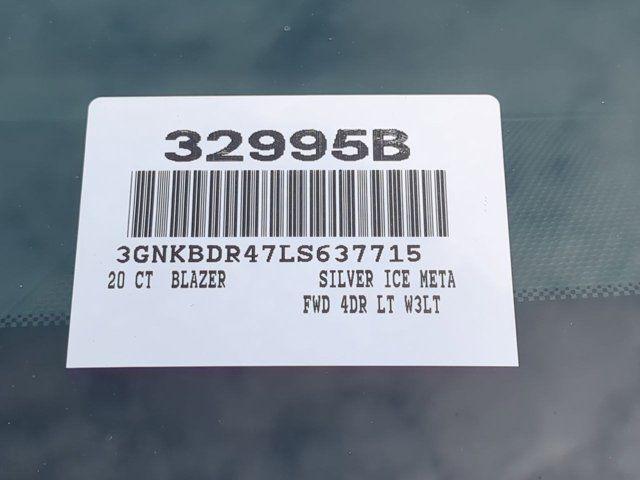 32995B
3GNKBDR47LS637715
20 CT BLAZER SILVER ICE META
FWD 4DR LT W3LT